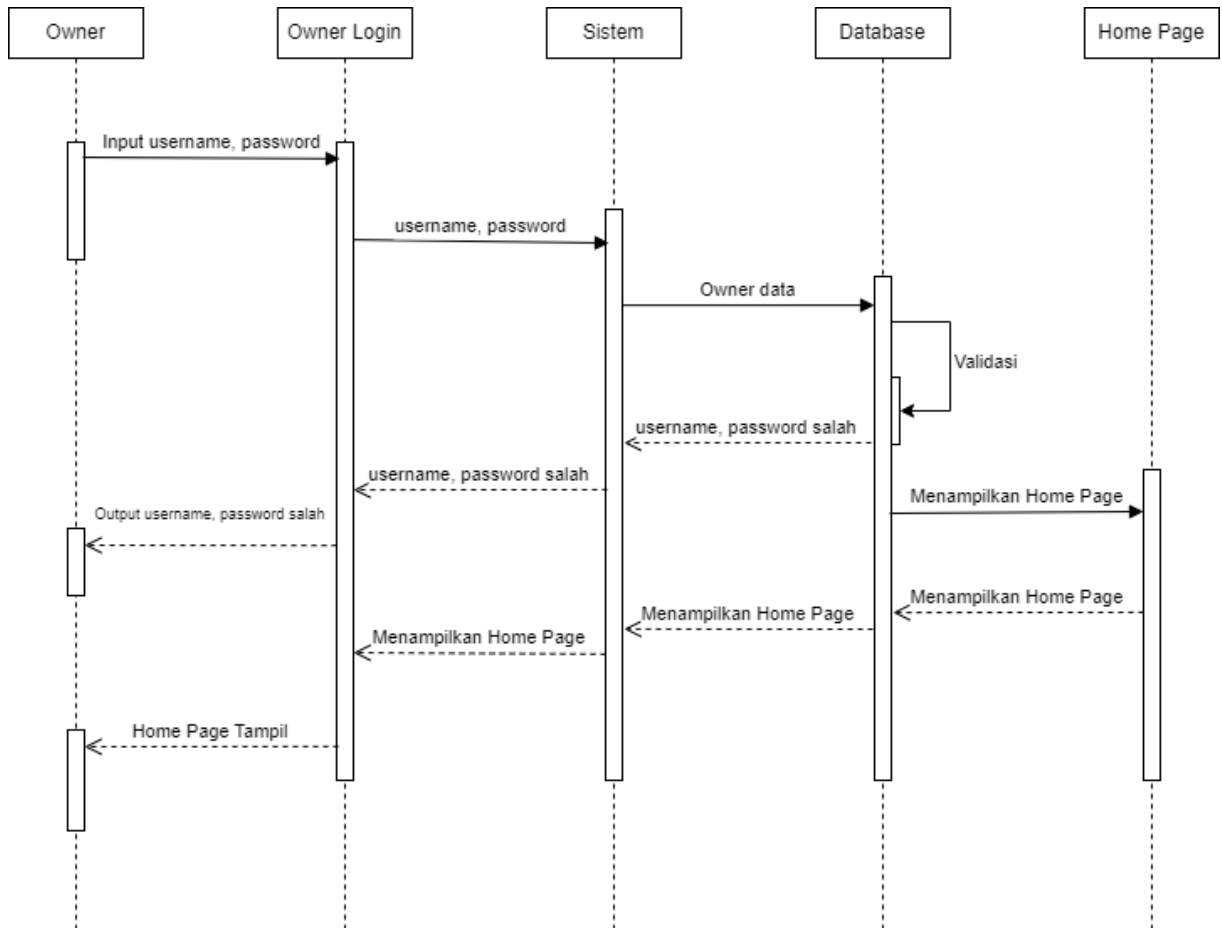 Owner
Owner Login
Sistem
Database
Home Page
Input username, password
username, password
Owner data
Validasi
username, password salah
username, password salah
Menampilkan Home Page
Output username, password salah
Menampilkan Home Page
Menampilkan Home Page
Menampilkan Home Page
Home Page Tampil